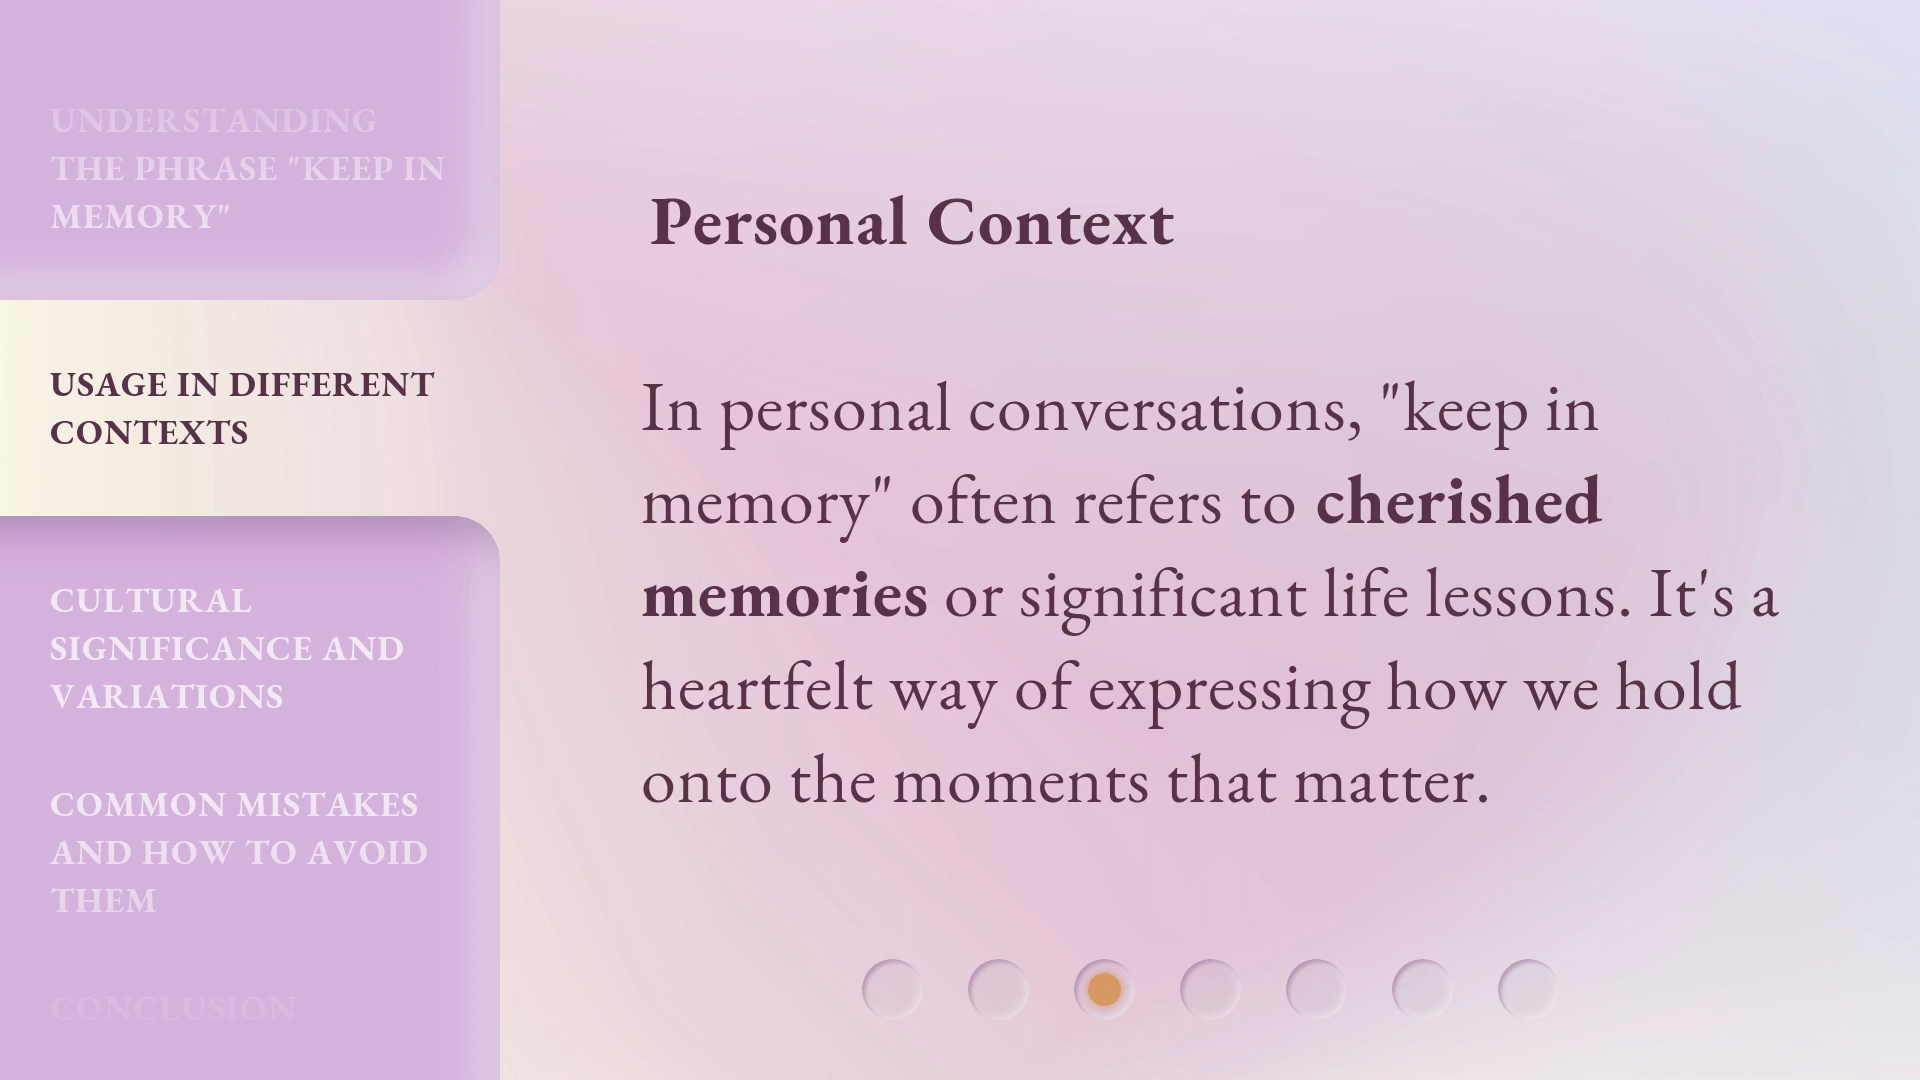 UNDERSTANDING
THE PHRASE "KEEP IN
MEMORY"
USAGE IN DIFFERENT
CONTEXTS
CULTURAL
SIGNIFICANCE AND
VARIATIONS
COMMON MISTAKES
AND HOW TO AVOID
THEM
CONCLUSION
Personal Context
In personal conversations, "keep in
memory" often refers to cherished
memories or significant life lessons. It's a
heartfelt way of expressing how we hold
onto the moments that matter.